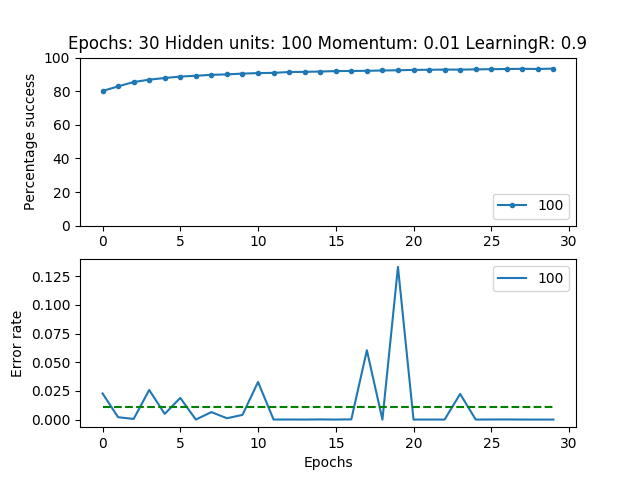 Epochs: 30 Hidden units: 100 Momentum: 0.01 LearningR: 0.9
100
80
60
40
20
0
Percentage success
100
0 5 10 15 20 25 30
0.125
0.100
0.075
0.050
0.025
0.000
Error rate
100
0 5 10 15 20 25 30
Epochs